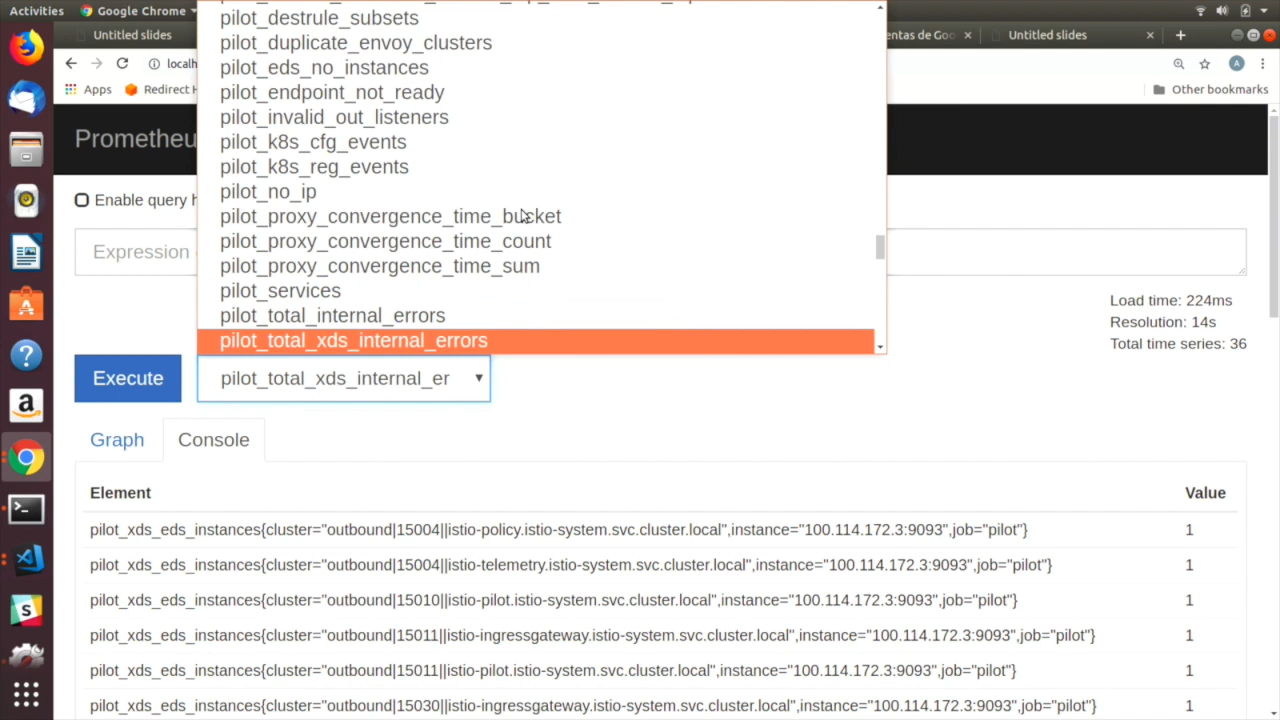 Activities
Google Chrome
Untitled slides
entas de Goo
Untitled slides
localh
Apps
Redirect H
Other bookmarks
A
Prometheu
Enable query h
Expression
pilot_destrule_subsets
pilot_duplicate_envoy_clusters
pilot_eds_no_instances
pilot_endpoint_not_ready
pilot_invalid_out_listeners
pilot_k8s_cfg_events
pilot_k8s_reg_events
pilot_no_ip
pilot_proxy_convergence_time_bucket
pilot_proxy_convergence_time_count
pilot_proxy_convergence_time_sum
pilot_services
pilot_total_internal_errors
pilot_total_xds_internal_errors
Load time: 224ms
Resolution: 14s
Total time series: 36
Execute
pilot_total_xds_internal_er
Graph
Console
Element
Value
pilot_xds_eds_instances{cluster="outbound|15004||istio-policy.istio-system.svc.cluster.local",instance="100.114.172.3:9093",job="pilot"} 1
pilot_xds_eds_instances{cluster="outbound|15004||istio-telemetry.istio-system.svc.cluster.local",instance="100.114.172.3:9093",job="pilot"} 1
pilot_xds_eds_instances{cluster="outbound|15010||istio-pilot.istio-system.svc.cluster.local",instance="100.114.172.3:9093",job="pilot"} 1
pilot_xds_eds_instances{cluster="outbound|15011||istio-ingressgateway.istio-system.svc.cluster.local",instance="100.114.172.3:9093",job="pilot"} 1
pilot_xds_eds_instances{cluster="outbound|15011||istio-pilot.istio-system.svc.cluster.local",instance="100.114.172.3:9093",job="pilot"} 1
pilot_xds_eds_instances{cluster="outbound|15030||istio-ingressgateway.istio-system.svc.cluster.local",instance="100.114.172.3:9093",job="pilot"} 1